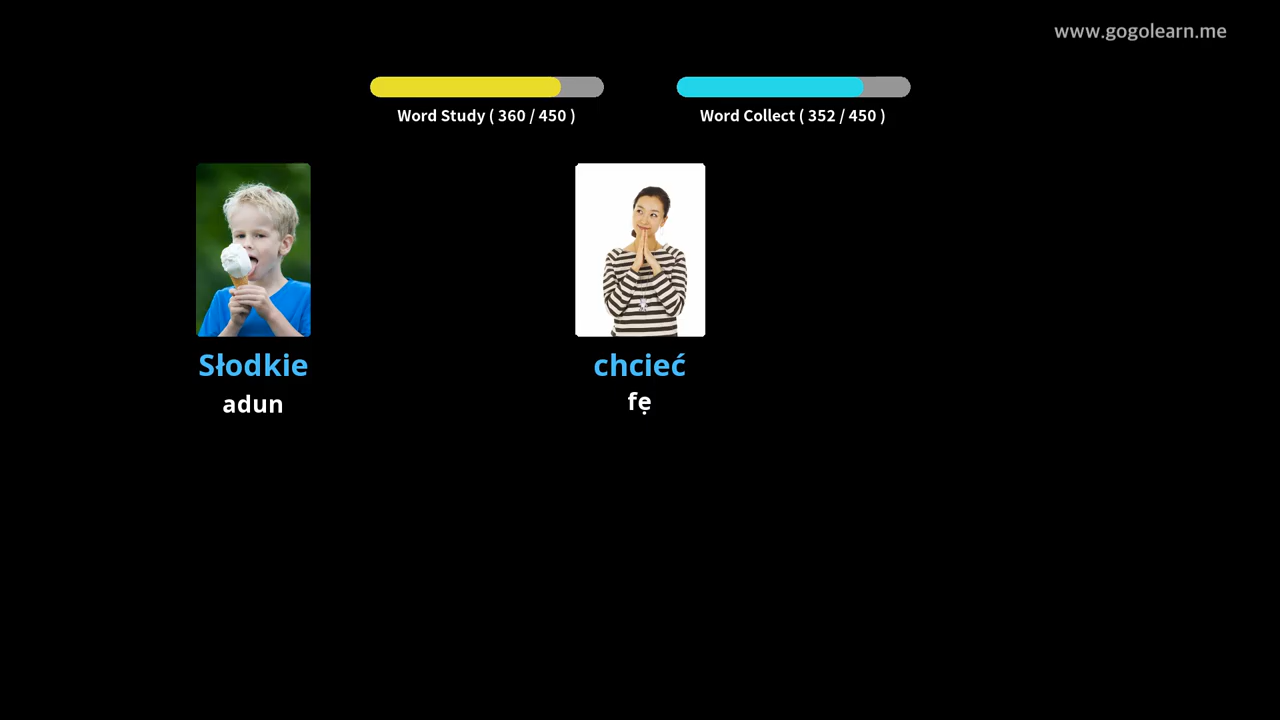 www.gogolearn.me
Word Study ( 360 / 450 )
Word Collect ( 352 / 450 )
Słodkie
adun
chcieć
fẹ